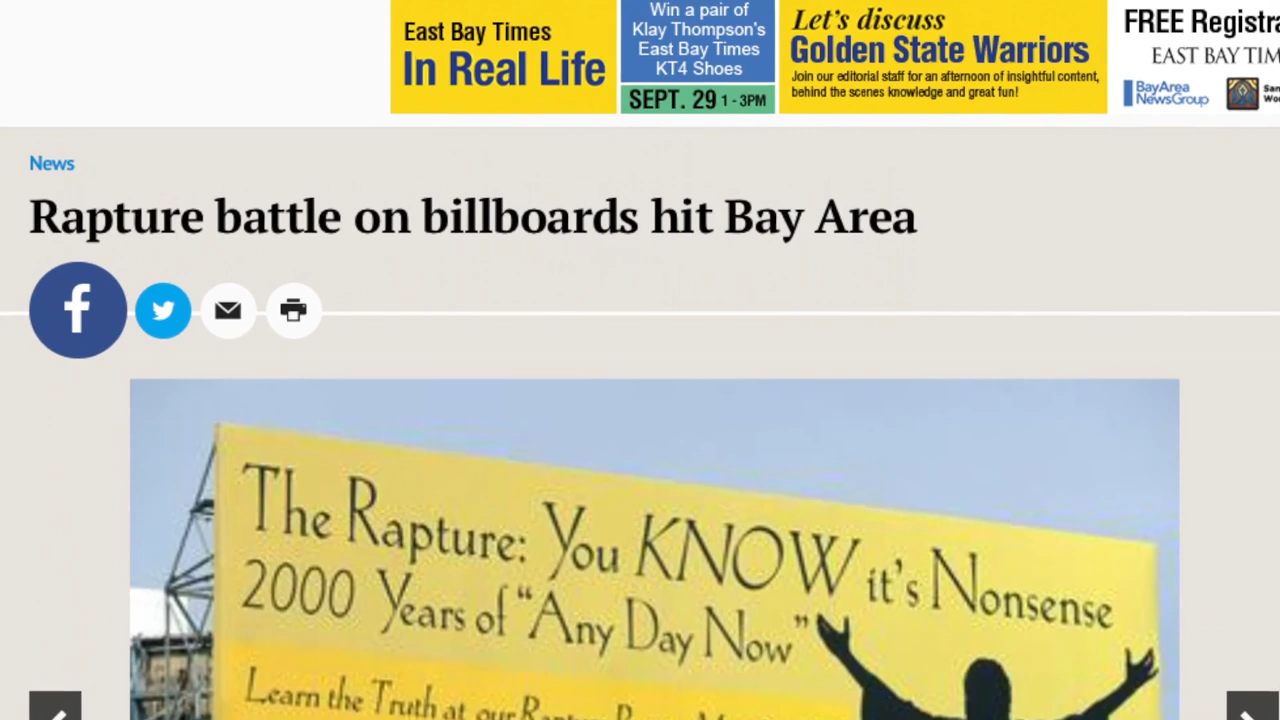 East Bay Times
In Real Life
Win a pair of
Klay Thompson's
East Bay Times
KT4 Shoes
SEPT. 29 1 - 3PM
Let's discuss
Golden State Warriors
Join our editorial staff for an afternoon of insightful content,
behind the scenes knowledge and great fun!
FREE
EAST BAY
BayArea
NewsGroup
News
Rapture battle on billboards hit Bay Area
The Rapture: You KNOW it's Nonsense
2000 Years of "Any Day Now"
Learn the Truth at our Rapture